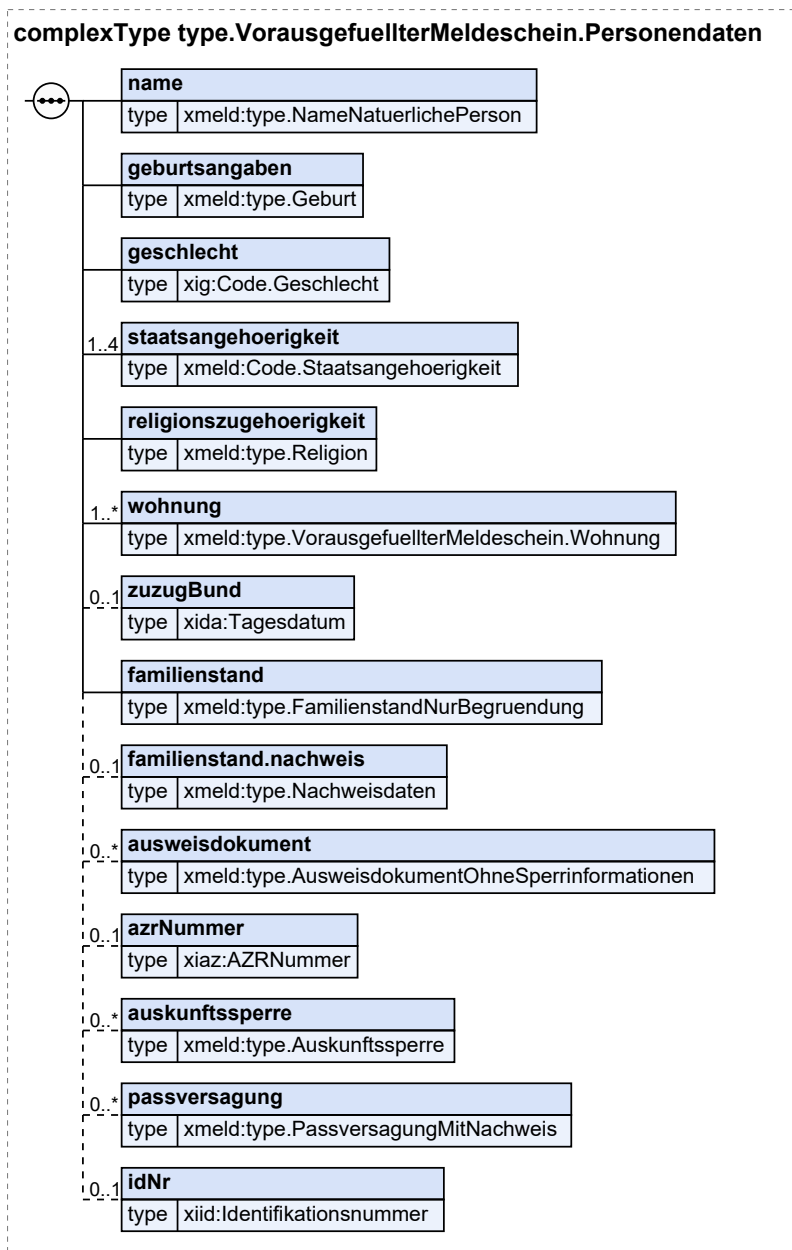 complexType type.VorausgefuellterMeldeschein.Personendaten
name
type xmeld:type.NameNatuerlichePerson
geburtsangaben
type xmeld:type.Geburt
geschlecht
type xig:Code.Geschlecht
1..4 staatsangehoerigkeit
type xmeld:Code.Staatsangehoerigkeit
religionszugehoerigkeit
type xmeld:type.Religion
1..* wohnung
type xmeld:type.VorausgefuellterMeldeschein.Wohnung
0..1 zuzugBund
type xida:Tagesdatum
familienstand
type xmeld:type.FamilienstandNurBegruendung
0..1 familienstand.nachweis
type xmeld:type.Nachweisdaten
0..* ausweisdokument
type xmeld:type.AusweisdokumentOhneSperrinformationen
0..1 azrNummer
type xiaz:AZRNummer
0..* auskunftssperre
type xmeld:type.Auskunftssperre
0..* passversagung
type xmeld:type.PassversagungMitNachweis
0..1 idNr
type xiid:Identifikationsnummer